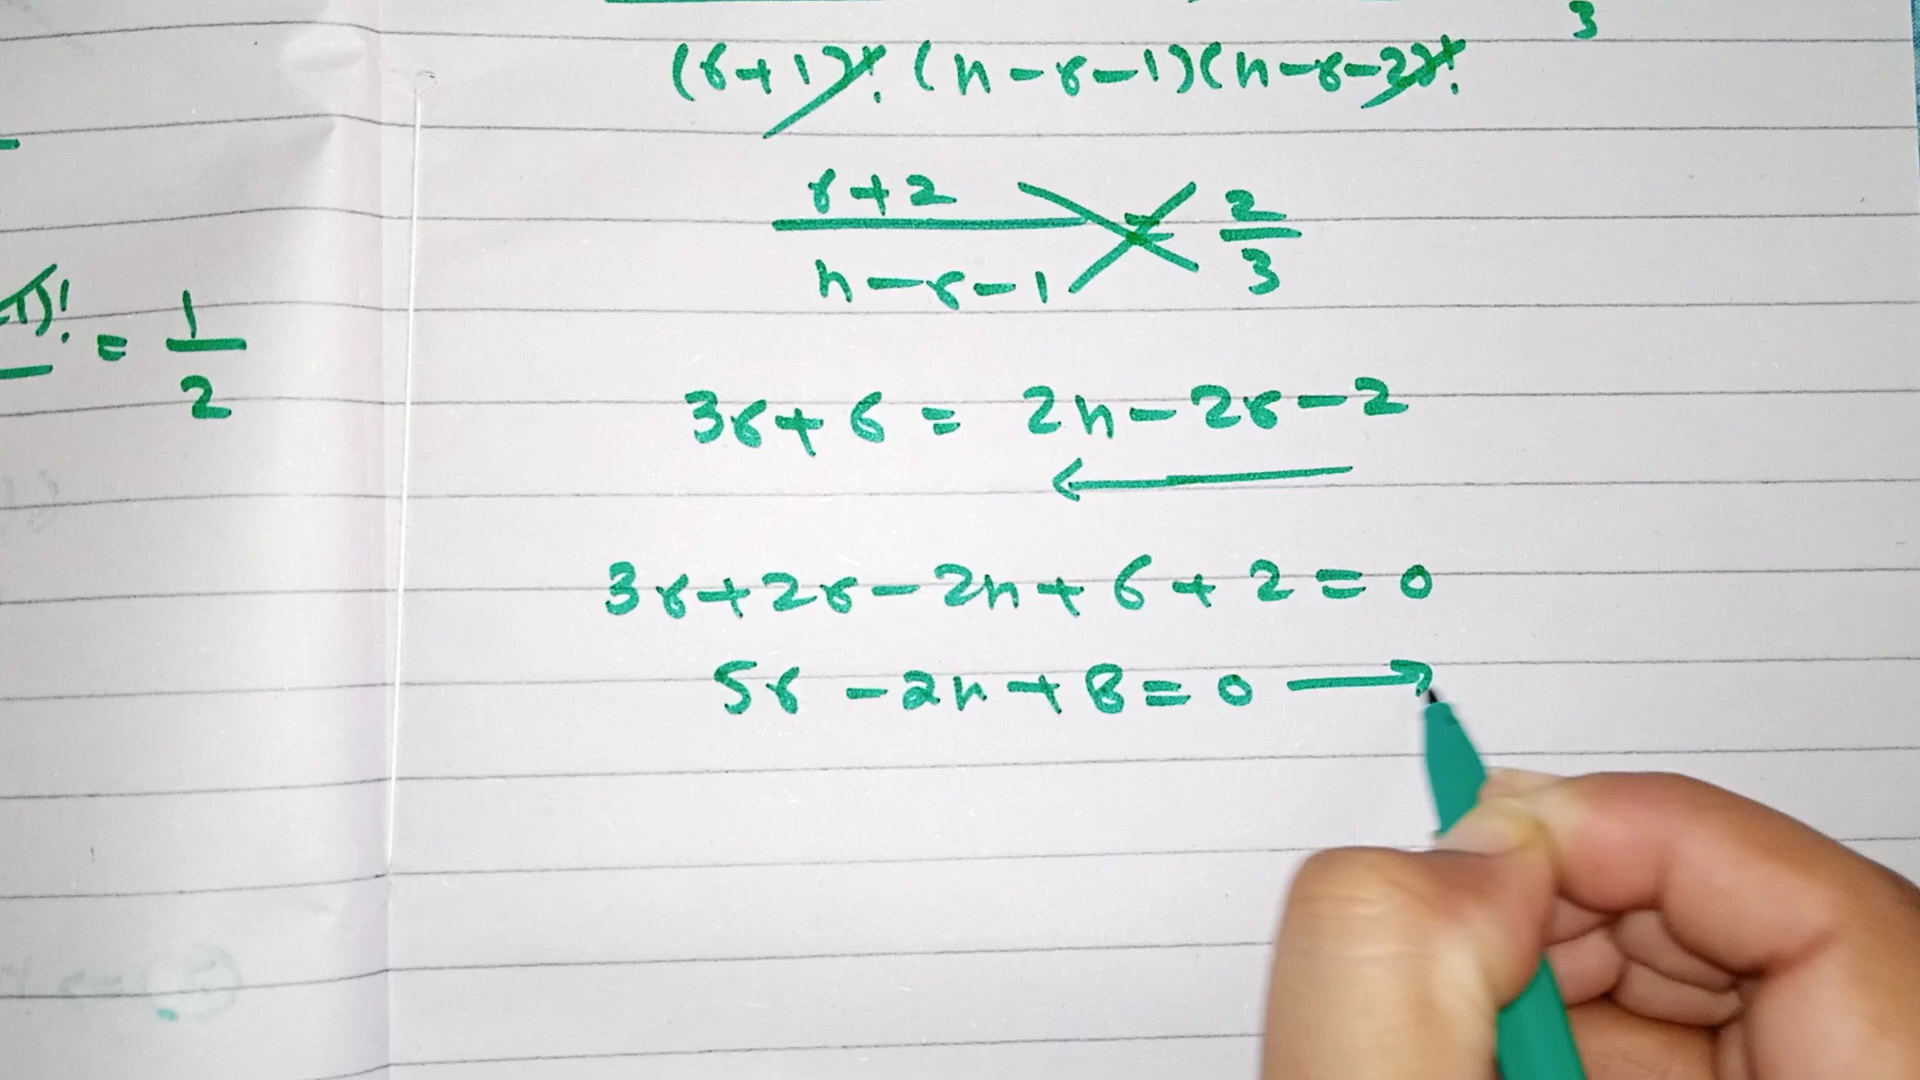 3
(r+1)! (n-r-1)(n-r-2)!
r+2 / n-r-1 = 2/3
! = 1/2
3r+6 = 2n-2r-2
3r+2r-2n+6+2=0
5r-2n+8=0 →